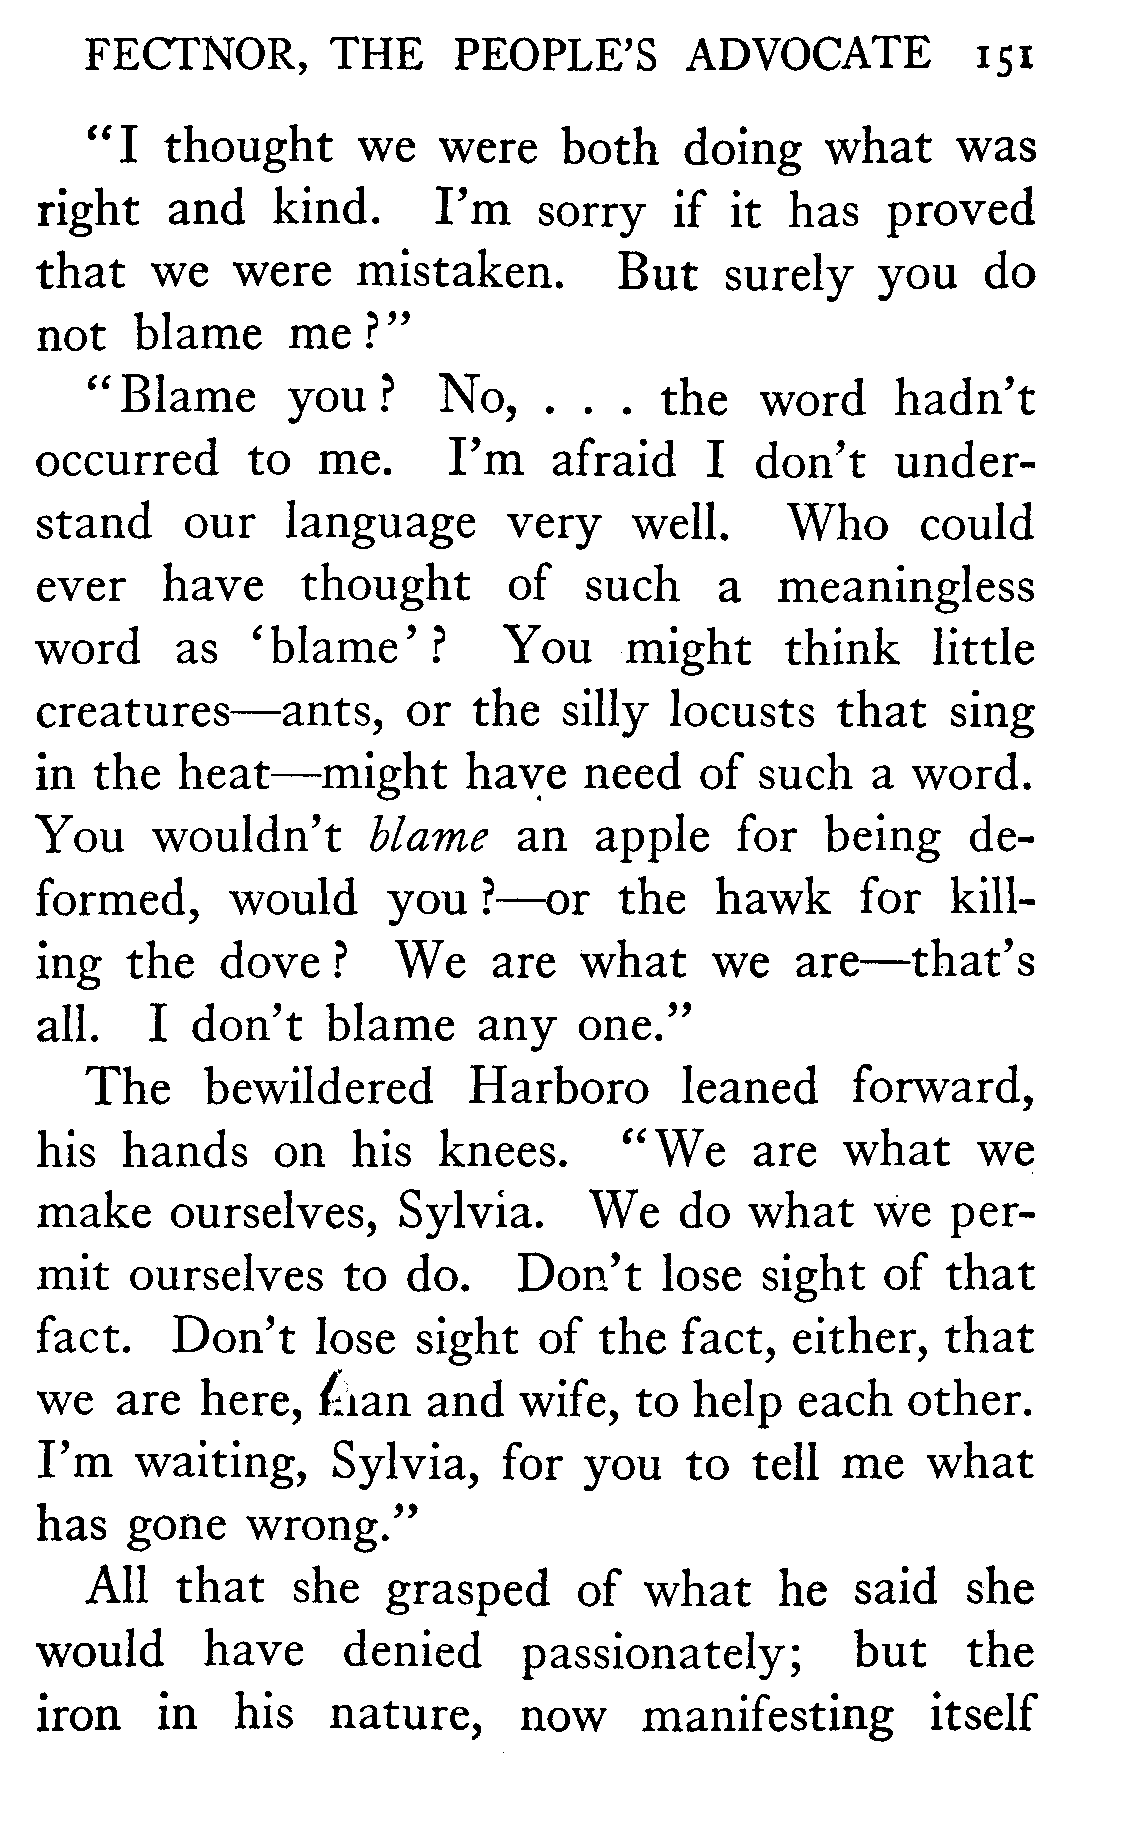 FECTNOR, THE PEOPLE'S ADVOCATE 151
"I thought we were both doing what was
right and kind. I'm sorry if it has proved
that we were mistaken. But surely you do
not blame me?"
"Blame you? No, . . . the word hadn't
occurred to me. I'm afraid I don't under-
stand our language very well. Who could
ever have thought of such a meaningless
word as 'blame'? You might think little
creatures—ants, or the silly locusts that sing
in the heat—might have need of such a word.
You wouldn't blame an apple for being de-
formed, would you?—or the hawk for kill-
ing the dove? We are what we are—that's
all. I don't blame any one."
The bewildered Harboro leaned forward,
his hands on his knees. "We are what we
make ourselves, Sylvia. We do what we per-
mit ourselves to do. Don't lose sight of that
fact. Don't lose sight of the fact, either, that
we are here, man and wife, to help each other.
I'm waiting, Sylvia, for you to tell me what
has gone wrong."
All that she grasped of what he said she
would have denied passionately; but the
iron in his nature, now manifesting itself